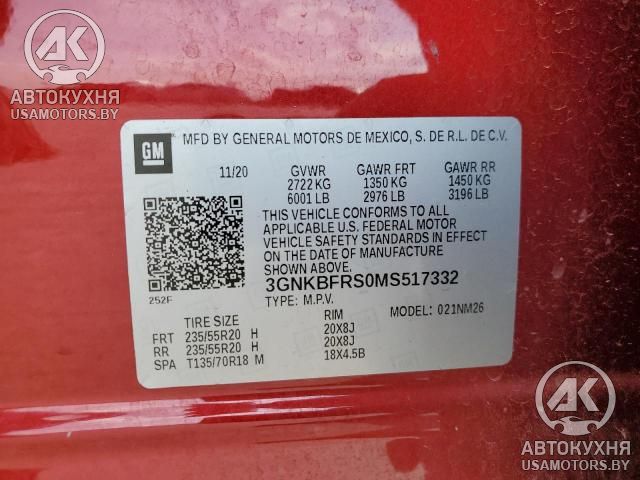 AK
АВТОКУХНЯ
USAMOTORS.BY
GM
MFD BY GENERAL MOTORS DE MEXICO, S. DE R.L. DE C.V.
11/20 GVWR GAWR FRT GAWR RR
2722 KG 1350 KG 1450 KG
6001 LB 2976 LB 3196 LB
THIS VEHICLE CONFORMS TO ALL
APPLICABLE U.S. FEDERAL MOTOR
VEHICLE SAFETY STANDARDS IN EFFECT
ON THE DATE OF MANUFACTURE
SHOWN ABOVE.
3GNKBFRS0MS517332
252F
TYPE: M.P.V.
MODEL: 021NM26
TIRE SIZE RIM
FRT 235/55R20 H 20X8J
RR 235/55R20 H 20X8J
SPA T135/70R18 M 18X4.5B
AK
АВТОКУХНЯ
USAMOTORS.BY